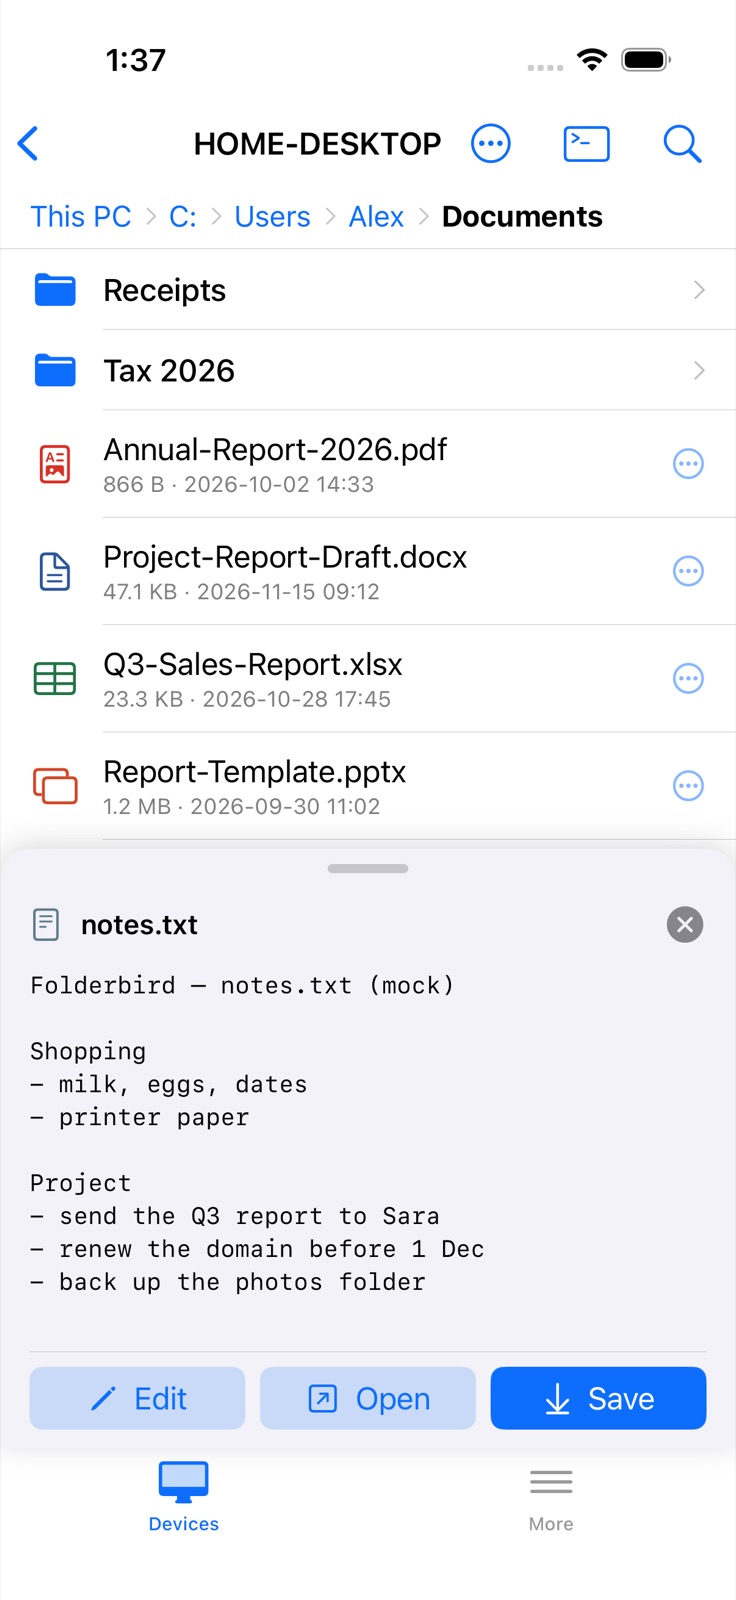 1:37
HOME-DESKTOP
This PC > C: > Users > Alex > Documents
Receipts
Tax 2026
Annual-Report-2026.pdf
866 B · 2026-10-02 14:33
Project-Report-Draft.docx
47.1 KB · 2026-11-15 09:12
Q3-Sales-Report.xlsx
23.3 KB · 2026-10-28 17:45
Report-Template.pptx
1.2 MB · 2026-09-30 11:02
notes.txt
Folderbird — notes.txt (mock)
Shopping
- milk, eggs, dates
- printer paper
Project
- send the Q3 report to Sara
- renew the domain before 1 Dec
- back up the photos folder
Edit
Open
Save
Devices
More